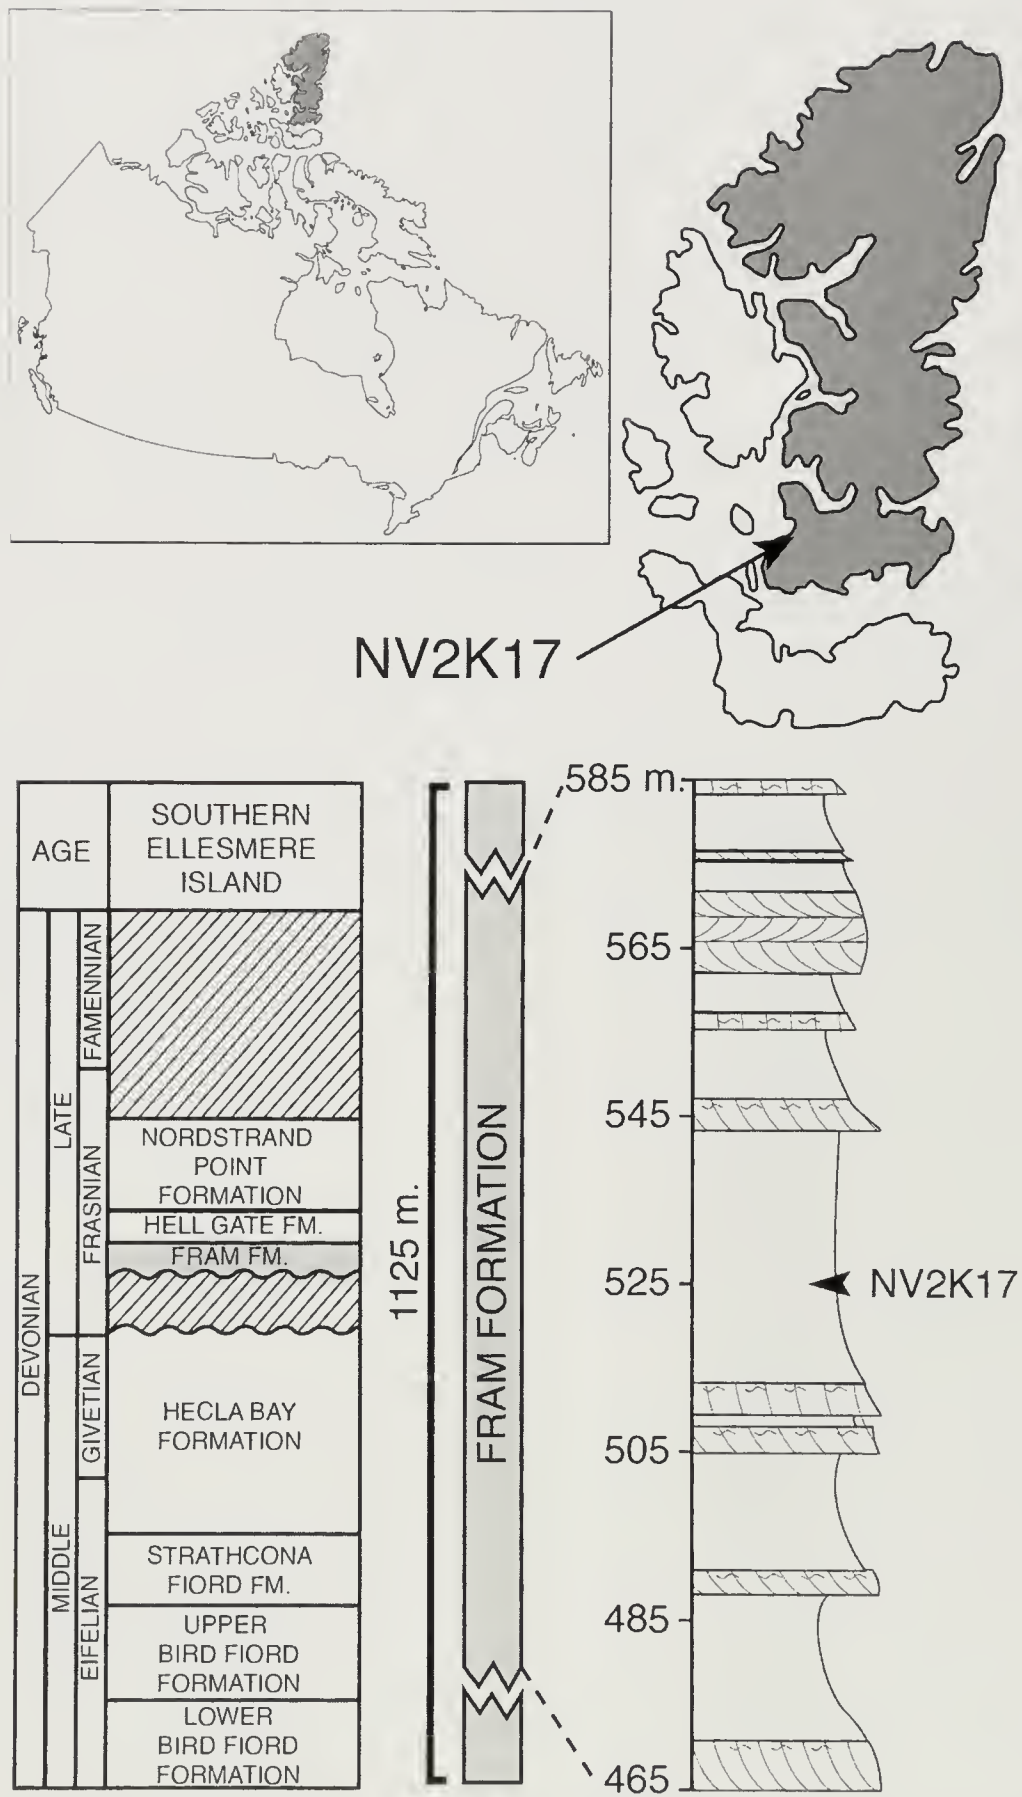 NV2K17
AGE
SOUTHERN
ELLESMERE
ISLAND
DEVONIAN
LATE
MIDDLE
FAMENNIAN
FRASNIAN
GIVETIAN
EIFELIAN
NORDSTRAND
POINT
FORMATION
HELL GATE FM.
FRAM FM.
HECLA BAY
FORMATION
STRATHCONA
FIORD FM.
UPPER
BIRD FIORD
FORMATION
LOWER
BIRD FIORD
FORMATION
1125 m.
FRAM FORMATION
585 m.
565
545
525
NV2K17
505
485
465